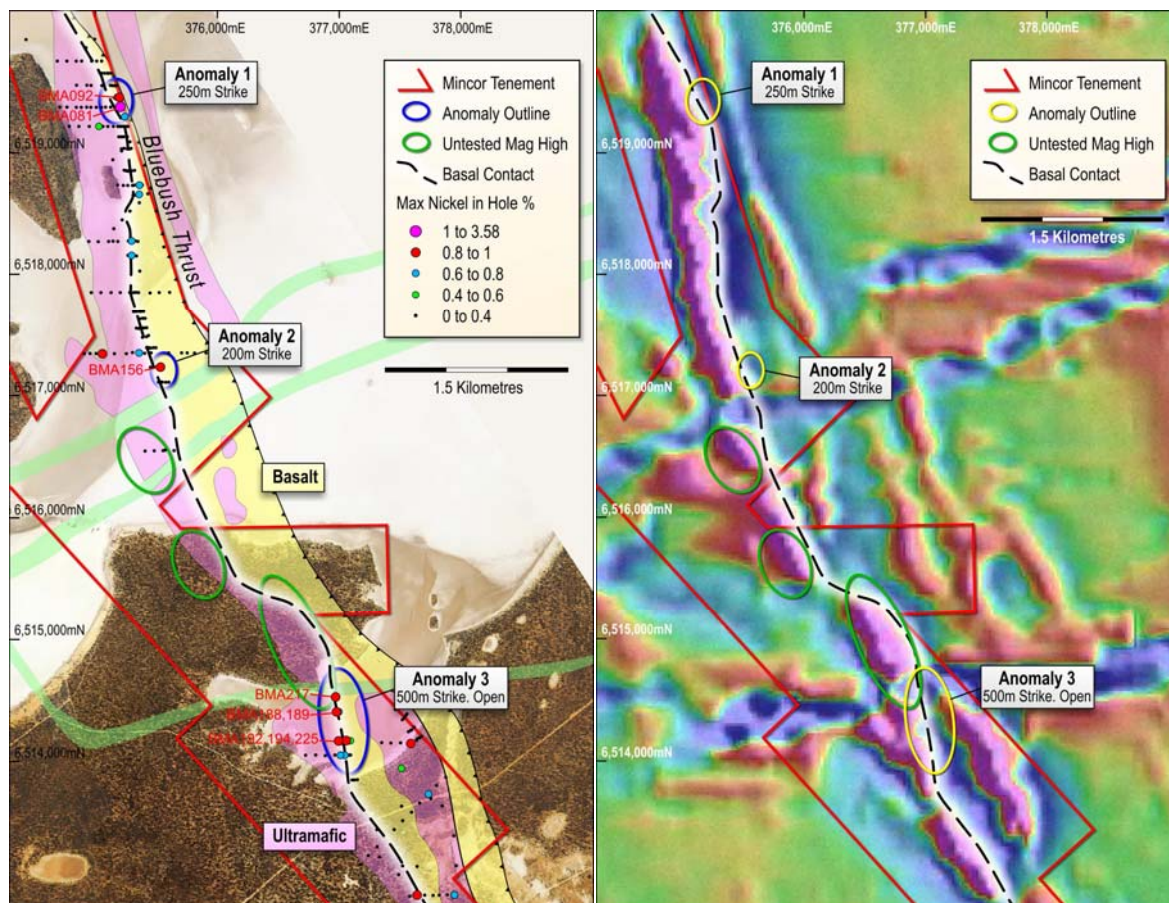 376,000mE
377,000mE
378,000mE
Anomaly 1
250m Strike
BMA092
BMA081
6,519,000mN
Bluebush Thrust
Mincor Tenement
Anomaly Outline
Untested Mag High
Basal Contact
Max Nickel in Hole %
1 to 3.58
0.8 to 1
0.6 to 0.8
0.4 to 0.6
0 to 0.4
1.5 Kilometres
6,518,000mN
Anomaly 2
200m Strike
BMA156
6,517,000mN
Basalt
6,516,000mN
6,515,000mN
Anomaly 3
500m Strike. Open
BMA217
6,514,000mN
Ultramafic
376,000mE
377,000mE
378,000mE
Anomaly 1
250m Strike
Mincor Tenement
Anomaly Outline
Untested Mag High
Basal Contact
1.5 Kilometres
6,519,000mN
6,518,000mN
Anomaly 2
200m Strike
6,517,000mN
6,516,000mN
6,515,000mN
Anomaly 3
500m Strike. Open
6,514,000mN